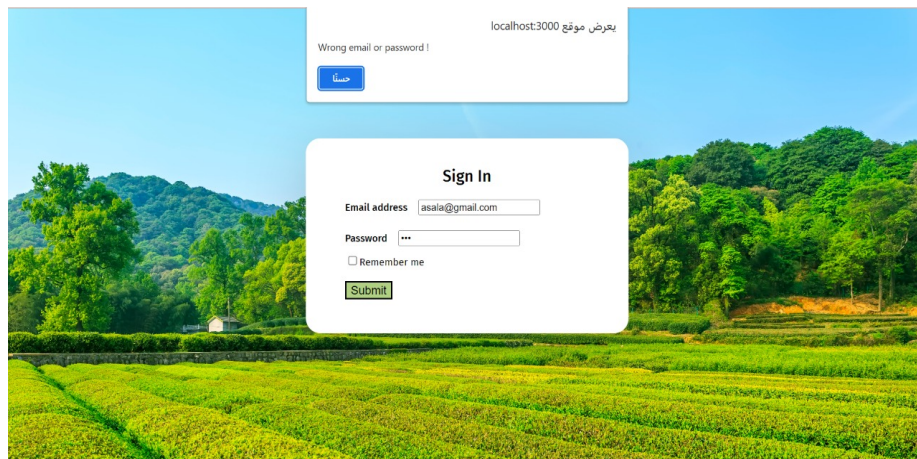 يعرض موقع localhost:3000
Wrong email or password !
حسنًا
Sign In
Email address asala@gmail.com
Password •••
Remember me
Submit